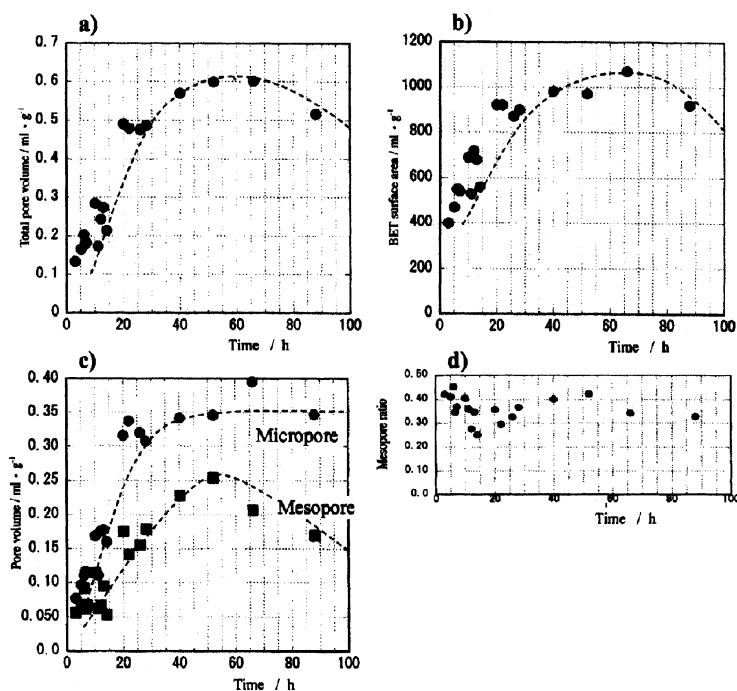 a)
Total pore volume / ml・g⁻¹
0.7
0.6
0.5
0.4
0.3
0.2
0.1
0
0 20 40 60 80 100
Time / h
b)
BET surface area / ml・g⁻¹
1200
1000
800
600
400
200
0
0 20 40 60 80 100
Time / h
c)
Pore volume / ml・g⁻¹
0.40
0.35
0.30
0.25
0.20
0.15
0.10
0.050
0.0
0 20 40 60 80 100
Time / h
Micropore
Mesopore
d)
Mesopore ratio
0.50
0.40
0.30
0.20
0.10
0.0
0 20 40 60 80 100
Time / h